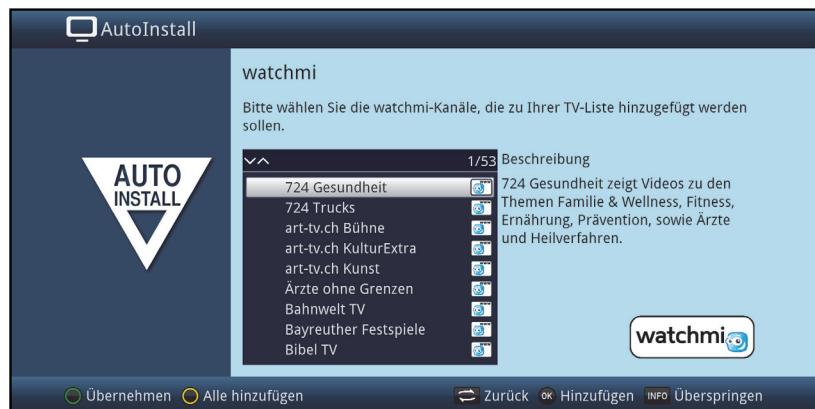 AutoInstall
AUTO
INSTALL
watchmi
Bitte wählen Sie die watchmi-Kanäle, die zu Ihrer TV-Liste hinzugefügt werden
sollen.
1/53
724 Gesundheit
724 Trucks
art-tv.ch Bühne
art-tv.ch KulturExtra
art-tv.ch Kunst
Ärzte ohne Grenzen
Bahnwelt TV
Bayreuther Festspiele
Bibel TV
Beschreibung
724 Gesundheit zeigt Videos zu den
Themen Familie & Wellness, Fitness,
Ernährung, Prävention, sowie Ärzte
und Heilverfahren.
watchmi
Übernehmen Alle hinzufügen Zurück OK Hinzufügen INFO Überspringen